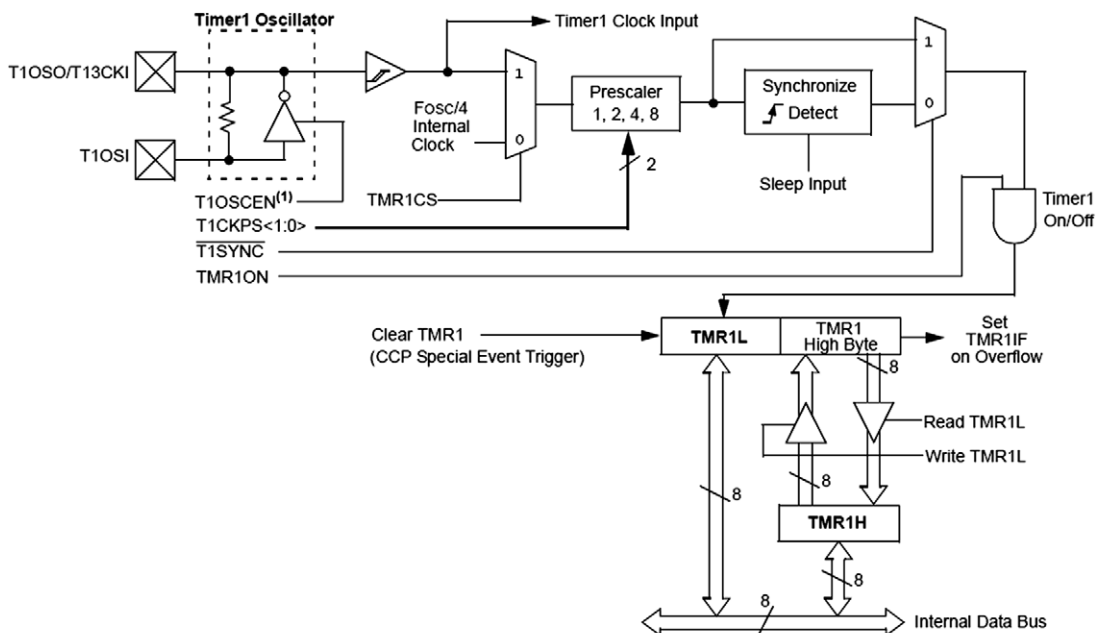 Timer1 Oscillator
Timer1 Clock Input
T1OSO/T13CKI
1
1
Prescaler
1, 2, 4, 8
Synchronize
Detect
Fosc/4
Internal
Clock
0
0
T1OSI
2
Sleep Input
T1OSCEN(1)
TMR1CS
T1CKPS<1:0>
T1SYNC
TMR1ON
Timer1
On/Off
Clear TMR1
(CCP Special Event Trigger)
TMR1L
TMR1
High Byte
Set
TMR1IF
on Overflow
8
Read TMR1L
Write TMR1L
8
8
TMR1H
8
8
Internal Data Bus